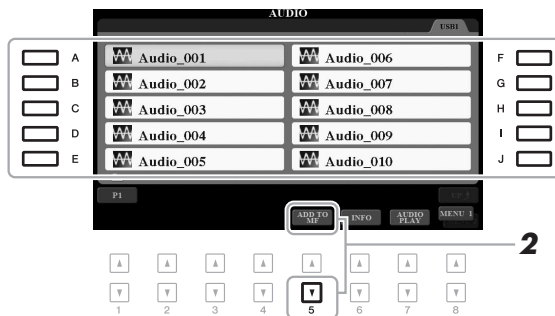 AUDIO
USB1
A Audio_001 Audio_006 F
B Audio_002 Audio_007 G
C Audio_003 Audio_008 H
D Audio_004 Audio_009 I
E Audio_005 Audio_010 J
P1
ADD TO MF INFO AUDIO PLAY MENU 1
2
1 2 3 4 5 6 7 8